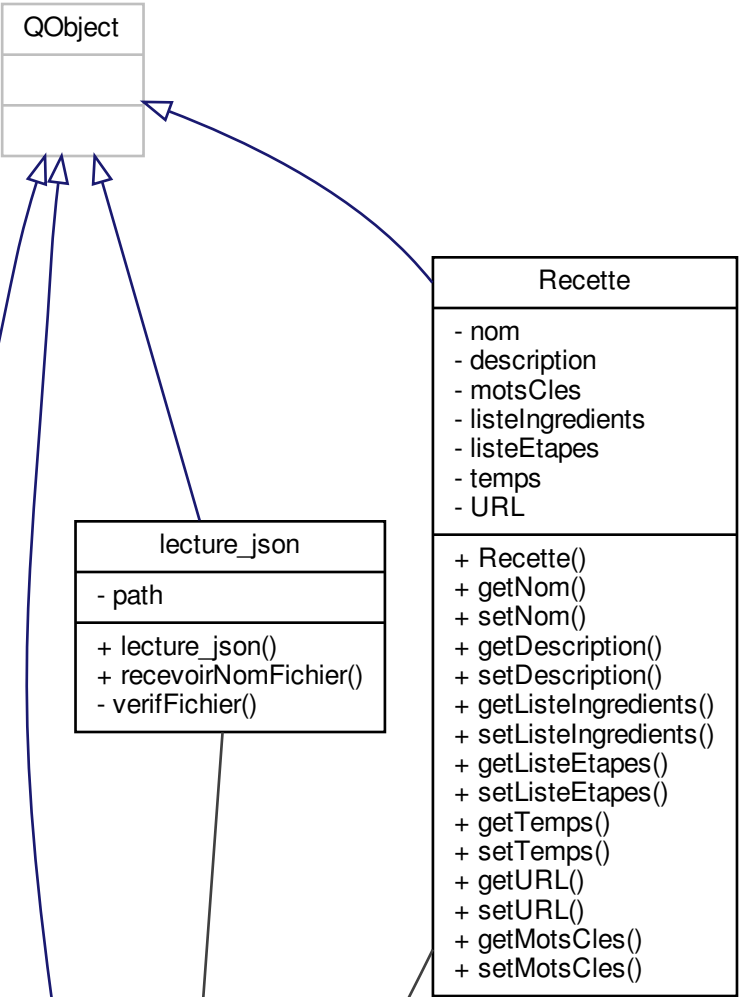 QObject
Recette
- nom
- description
- motsCles
- listeIngredients
- listeEtapes
- temps
- URL
+ Recette()
+ getNom()
+ setNom()
+ getDescription()
+ setDescription()
+ getListeIngredients()
+ setListeIngredients()
+ getListeEtapes()
+ setListeEtapes()
+ getTemps()
+ setTemps()
+ getURL()
+ setURL()
+ getMotsCles()
+ setMotsCles()
lecture_json
- path
+ lecture_json()
+ recevoirNomFichier()
- verifFichier()